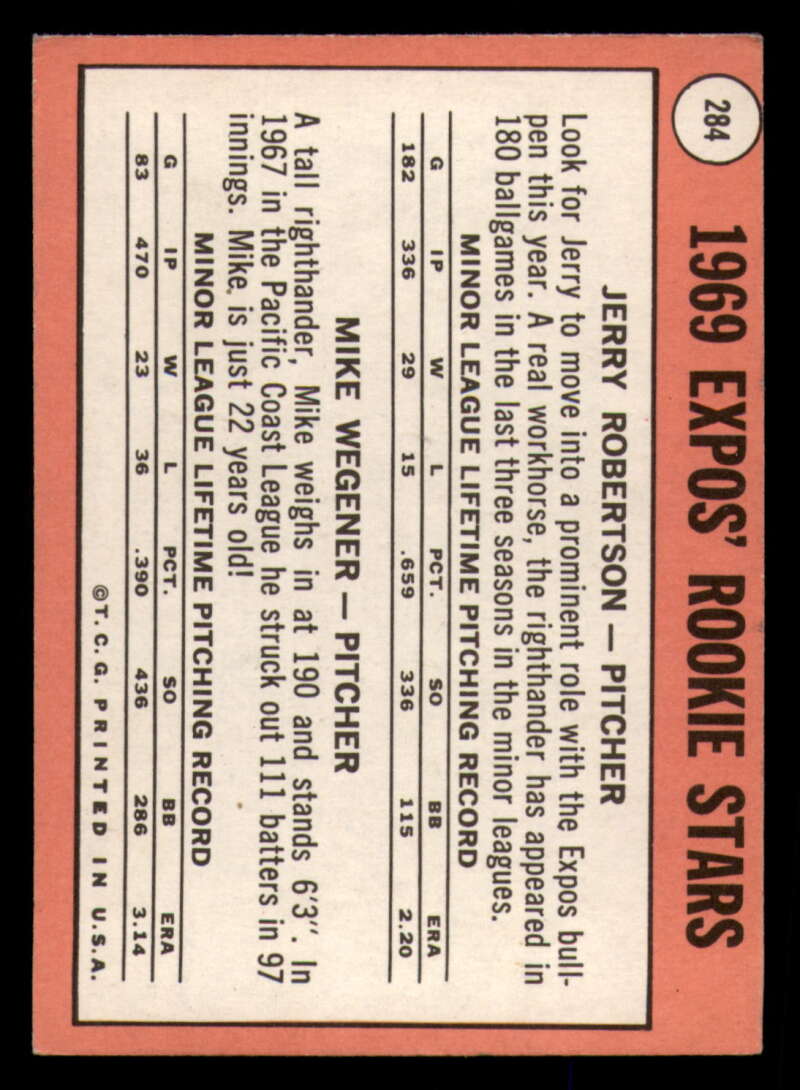 284
1969 EXPOS' ROOKIE STARS
JERRY ROBERTSON — PITCHER
Look for Jerry to move into a prominent role with the Expos bull-
pen this year. A real workhorse, the righthander has appeared in
180 ballgames in the last three seasons in the minor leagues.
MINOR LEAGUE LIFETIME PITCHING RECORD
G IP W L PCT. SO BB ERA
182 336 29 15 .659 336 115 2.20
MIKE WEGENER — PITCHER
A tall righthander, Mike weighs in at 190 and stands 6'3". In
1967 in the Pacific Coast League he struck out 111 batters in 97
innings. Mike is just 22 years old!
MINOR LEAGUE LIFETIME PITCHING RECORD
G IP W L PCT. SO BB ERA
83 470 23 36 .390 436 286 3.14
©T.C.G. PRINTED IN U.S.A.